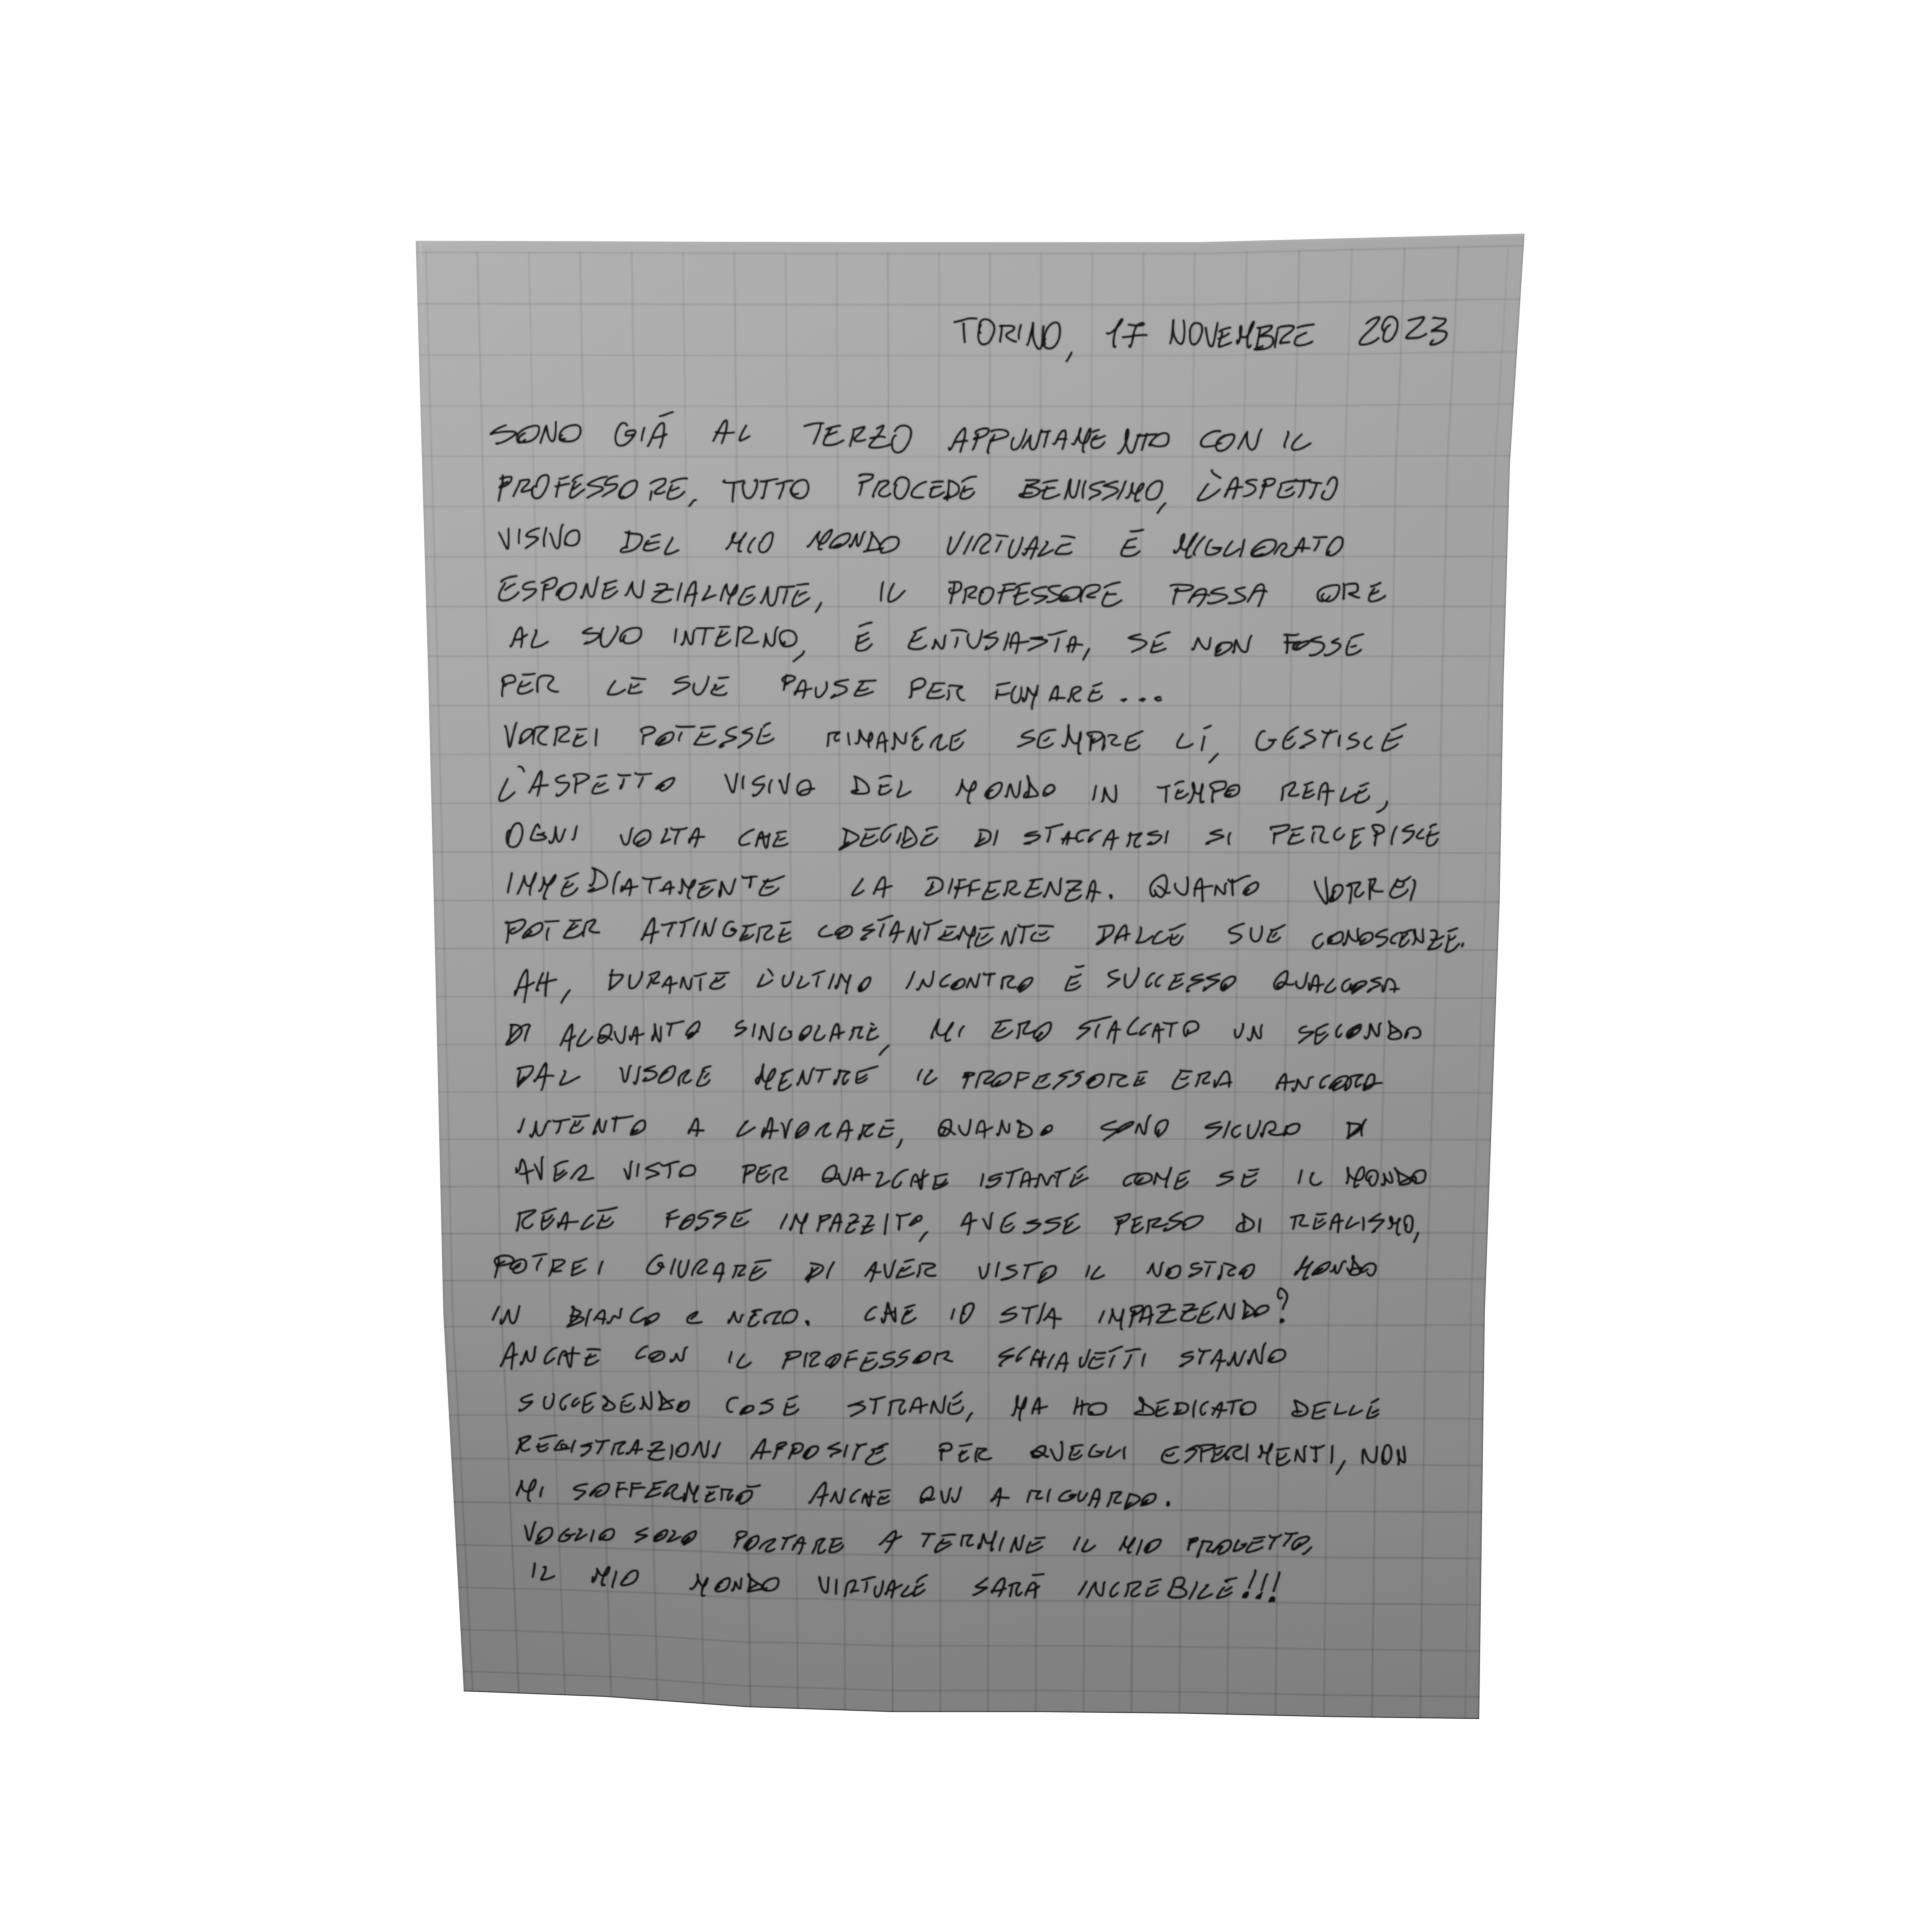 TORINO, 17 NOVEMBRE 2023
SONO GIÀ AL TERZO APPUNTAMENTO CON IL
PROFESSORE, TUTTO PROCEDE BENISSIMO, L'ASPETTO
VISIVO DEL MIO MONDO VIRTUALE È MIGLIORATO
ESPONENZIALMENTE, IL PROFESSORE PASSA ORE
AL SUO INTERNO, È ENTUSIASTA, SE NON FOSSE
PER LE SUE PAUSE PER FUMARE...
VORREI POTESSE RIMANERE SEMPRE LÌ, GESTISCE
L'ASPETTO VISIVO DEL MONDO IN TEMPO REALE,
OGNI VOLTA CHE DECIDE DI STACCARSI SI PERCEPISCE
IMMEDIATAMENTE LA DIFFERENZA. QUANTO VORREI
POTER ATTINGERE COSTANTEMENTE DALLE SUE CONOSCENZE.
AH, DURANTE L'ULTIMO INCONTRO È SUCCESSO QUALCOSA
DI ALQUANTO SINGOLARE, MI ERO STACCATO UN SECONDO
DAL VISORE MENTRE IL PROFESSORE ERA ANCORA
INTENTO A LAVORARE, QUANDO SONO SICURO DI
AVER VISTO PER QUALCHE ISTANTE COME SE IL MONDO
REALE FOSSE IMPAZZITO, AVESSE PERSO DI REALISMO,
POTREI GIURARE DI AVER VISTO IL NOSTRO MONDO
IN BIANCO e NERO. CHE IO STIA IMPAZZENDO?
ANCHE CON IL PROFESSOR SCHIAVETTI STANNO
SUCCEDENDO COSE STRANE, MA HO DEDICATO DELLE
REGISTRAZIONI APPOSITE PER QUEGLI ESPERIMENTI, NON
MI SOFFERMERÒ ANCHE QUI A RIGUARDO.
VOGLIO SOLO PORTARE A TERMINE IL MIO PROGETTO,
IL MIO MONDO VIRTUALE SARÀ INCREBILE!!!